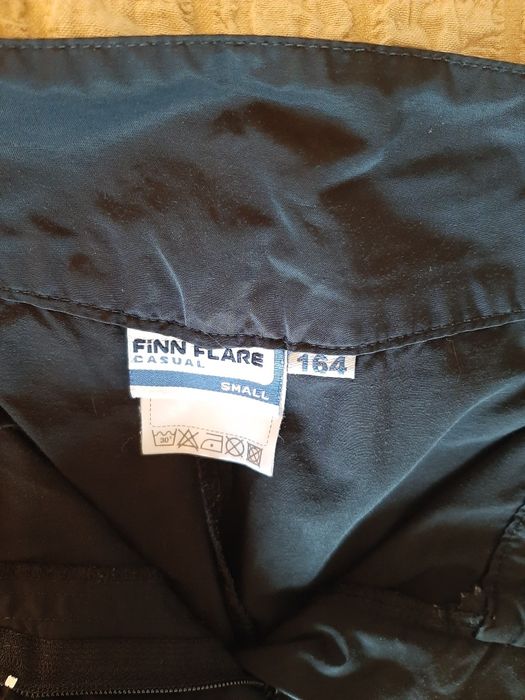 FINN FLARE
CASUAL
SMALL
164
30°